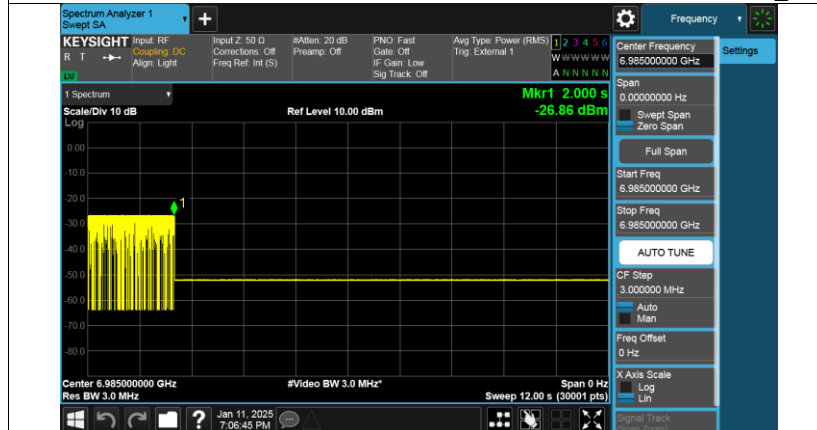 Spectrum Analyzer 1
Swept SA
+
Frequency
KEYSIGHT
R T
LXI
Input: RF
Coupling: DC
Align: Light
Input Z: 50 Ω
Corrections: Off
Freq Ref: Int (S)
#Atten: 20 dB
Preamp: Off
PNO: Fast
Gate: Off
IF Gain: Low
Sig Track: Off
Avg Type: Power (RMS)
Trig: External 1
1 2 3 4 5 6
W W W W W W
A N N N N N
1 Spectrum
Scale/Div 10 dB
Log
Ref Level 10.00 dBm
Mkr1 2.000 s
-26.86 dBm
1
0.00
-10.0
-20.0
-30.0
-40.0
-50.0
-60.0
-70.0
-80.0
Center 6.985000000 GHz
Res BW 3.0 MHz
#Video BW 3.0 MHz*
Span 0 Hz
Sweep 12.00 s (30001 pts)
?
Jan 11, 2025
7:06:45 PM
Center Frequency
6.985000000 GHz
Settings
Span
0.00000000 Hz
Swept Span
Zero Span
Full Span
Start Freq
6.985000000 GHz
Stop Freq
6.985000000 GHz
AUTO TUNE
CF Step
3.000000 MHz
Auto
Man
Freq Offset
0 Hz
X Axis Scale
Log
Lin
Signal Track
(Span Zoom)